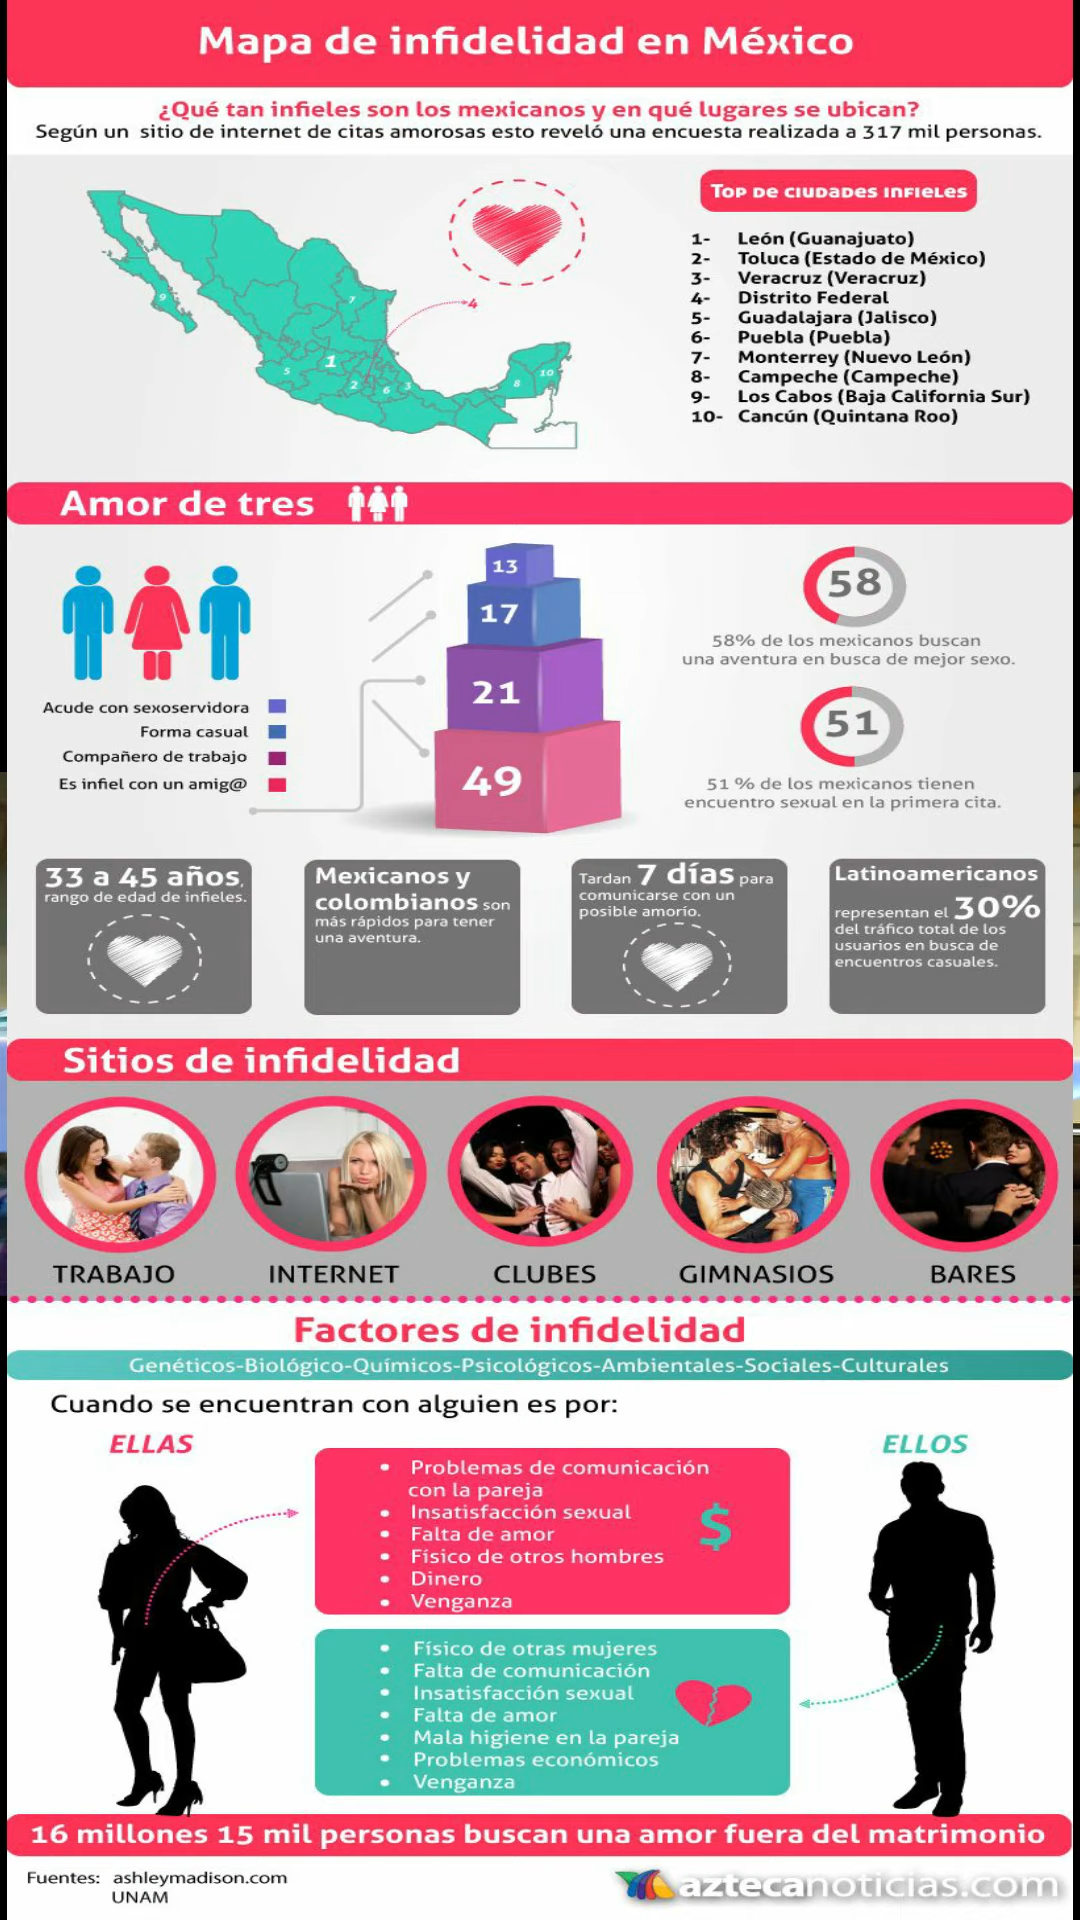 Mapa de infidelidad en México
¿Qué tan infieles son los mexicanos y en qué lugares se ubican?
Según un sitio de internet de citas amorosas esto reveló una encuesta realizada a 317 mil personas.
Top de ciudades infieles
1- León (Guanajuato)
2- Toluca (Estado de México)
3- Veracruz (Veracruz)
4- Distrito Federal
5- Guadalajara (Jalisco)
6- Puebla (Puebla)
7- Monterrey (Nuevo León)
8- Campeche (Campeche)
9- Los Cabos (Baja California Sur)
10- Cancún (Quintana Roo)
9
7
4
1
5
2
6
3
8
10
Amor de tres
Acude con sexoservidora
Forma casual
Compañero de trabajo
Es infiel con un amig@
13
17
21
49
58
58% de los mexicanos buscan
una aventura en busca de mejor sexo.
51
51 % de los mexicanos tienen
encuentro sexual en la primera cita.
33 a 45 años,
rango de edad de infieles.
Mexicanos y
colombianos son
más rápidos para tener
una aventura.
Tardan 7 días para
comunicarse con un
posible amorío.
Latinoamericanos
representan el 30%
del tráfico total de los
usuarios en busca de
encuentros casuales.
Sitios de infidelidad
TRABAJO
INTERNET
CLUBES
GIMNASIOS
BARES
Factores de infidelidad
Genéticos-Biológico-Químicos-Psicológicos-Ambientales-Sociales-Culturales
Cuando se encuentran con alguien es por:
ELLAS
• Problemas de comunicación
con la pareja
• Insatisfacción sexual
• Falta de amor
• Físico de otros hombres
• Dinero
• Venganza
$
ELLOS
• Físico de otras mujeres
• Falta de comunicación
• Insatisfacción sexual
• Falta de amor
• Mala higiene en la pareja
• Problemas económicos
• Venganza
16 millones 15 mil personas buscan una amor fuera del matrimonio
Fuentes: ashleymadison.com
UNAM
aztecanoticias.com